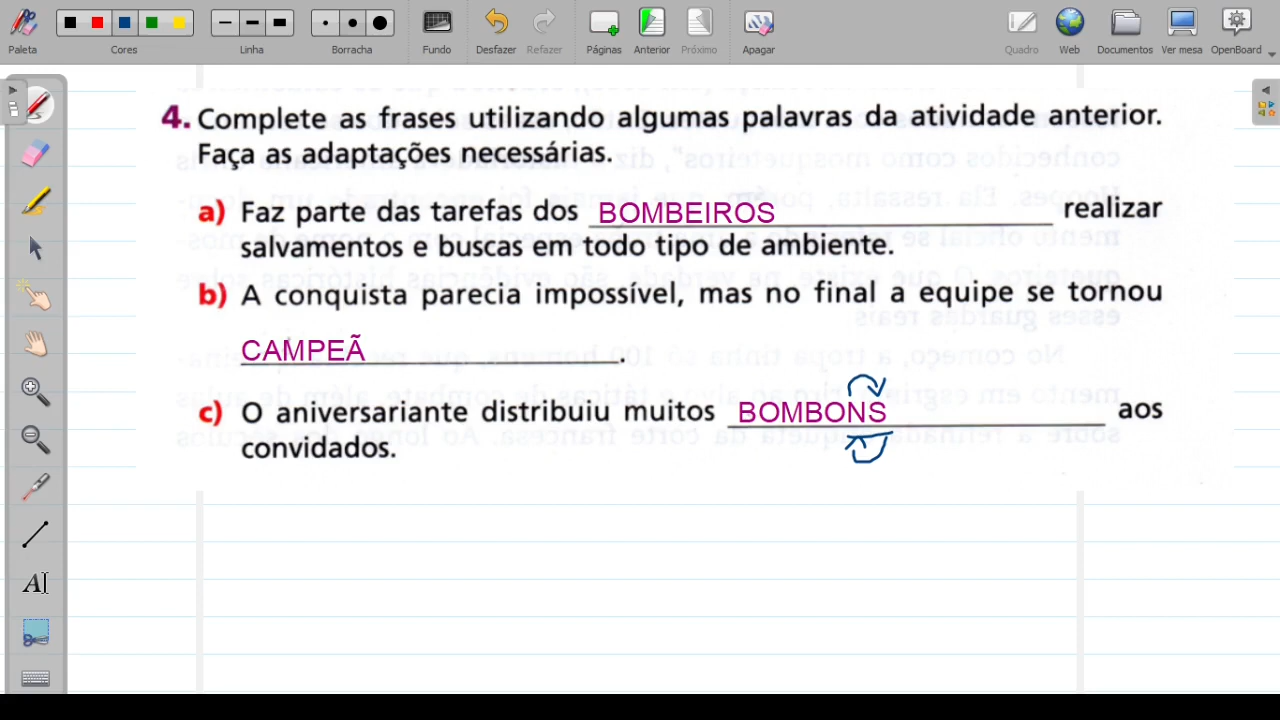 Paleta Cores Linha Borracha Fundo Desfazer Refazer Páginas Anterior Próximo Apagar Quadro Web Documentos Ver mesa OpenBoard
4. Complete as frases utilizando algumas palavras da atividade anterior.
Faça as adaptações necessárias.
a) Faz parte das tarefas dos BOMBEIROS realizar
salvamentos e buscas em todo tipo de ambiente.
b) A conquista parecia impossível, mas no final a equipe se tornou
CAMPEÃ.
c) O aniversariante distribuiu muitos BOMBONS aos
convidados.